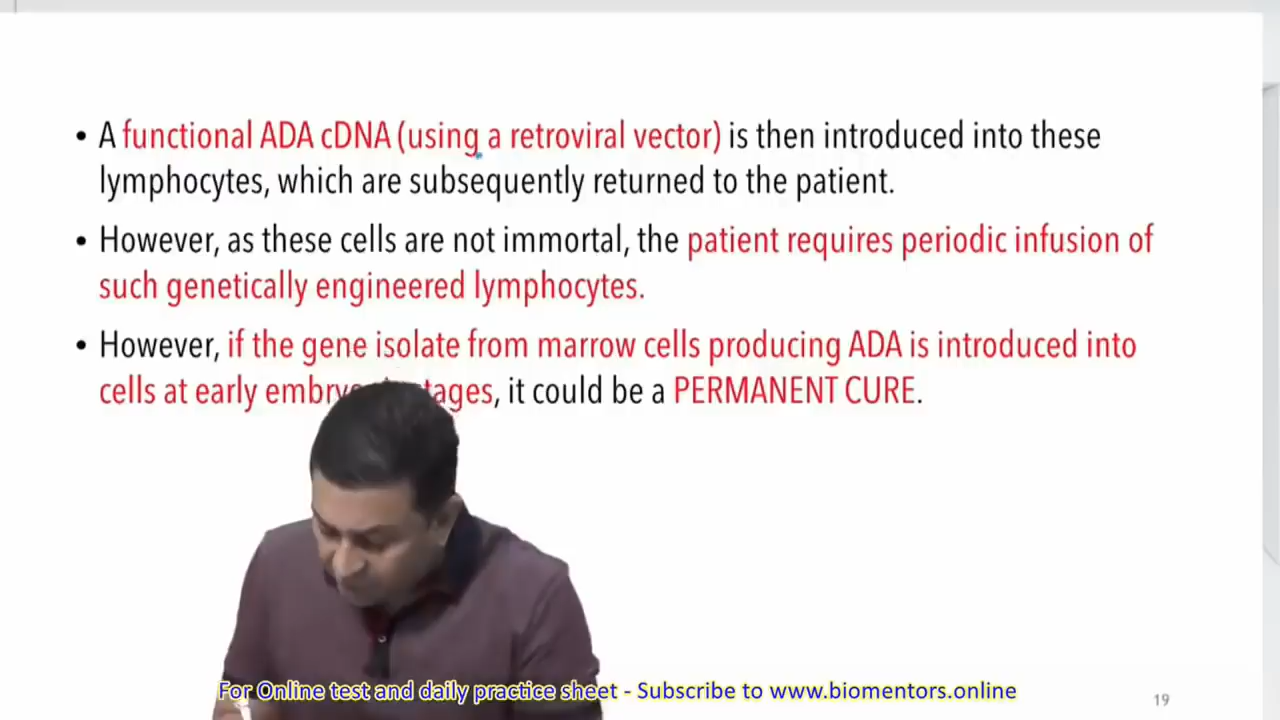 • A functional ADA cDNA (using a retroviral vector) is then introduced into these
lymphocytes, which are subsequently returned to the patient.
• However, as these cells are not immortal, the patient requires periodic infusion of
such genetically engineered lymphocytes.
• However, if the gene isolate from marrow cells producing ADA is introduced into
cells at early, it could be a PERMANENT CURE.
For Online test and daily practice sheet - Subscribe to www.biomentors.online
19